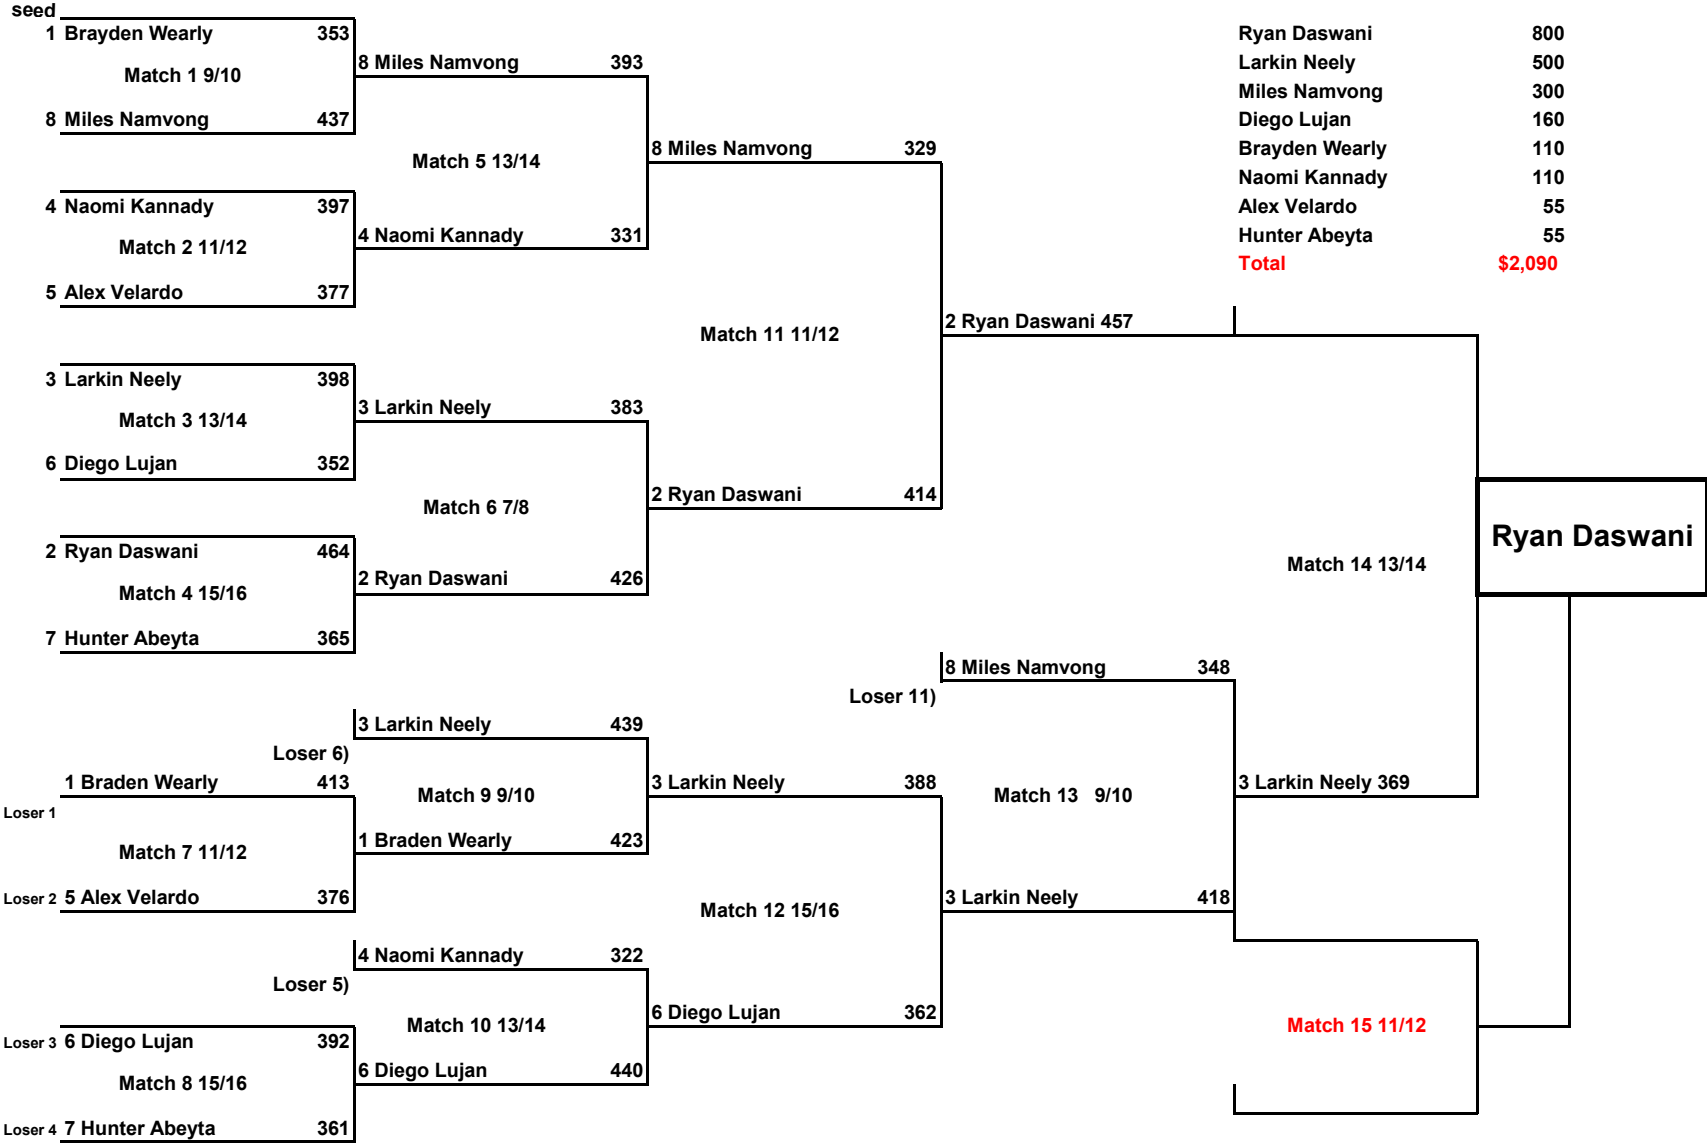 seed
1 Brayden Wearly 353
Match 1 9/10
8 Miles Namvong 437
4 Naomi Kannady 397
Match 2 11/12
5 Alex Velardo 377
3 Larkin Neely 398
Match 3 13/14
6 Diego Lujan 352
2 Ryan Daswani 464
Match 4 15/16
7 Hunter Abeyta 365
8 Miles Namvong 393
Match 5 13/14
4 Naomi Kannady 331
3 Larkin Neely 383
Match 6 7/8
2 Ryan Daswani 426
8 Miles Namvong 329
Match 11 11/12
2 Ryan Daswani 414
2 Ryan Daswani 457
Ryan Daswani 800
Larkin Neely 500
Miles Namvong 300
Diego Lujan 160
Brayden Wearly 110
Naomi Kannady 110
Alex Velardo 55
Hunter Abeyta 55
Total $2,090
Match 14 13/14
Ryan Daswani
Loser 1
1 Braden Wearly 413
Match 7 11/12
Loser 2 5 Alex Velardo 376
Loser 3 6 Diego Lujan 392
Match 8 15/16
Loser 4 7 Hunter Abeyta 361
3 Larkin Neely 439
Loser 6)
Match 9 9/10
1 Braden Wearly 423
4 Naomi Kannady 322
Loser 5)
Match 10 13/14
6 Diego Lujan 440
3 Larkin Neely 388
Match 12 15/16
6 Diego Lujan 362
8 Miles Namvong 348
Loser 11)
Match 13 9/10
3 Larkin Neely 418
3 Larkin Neely 369
Match 15 11/12